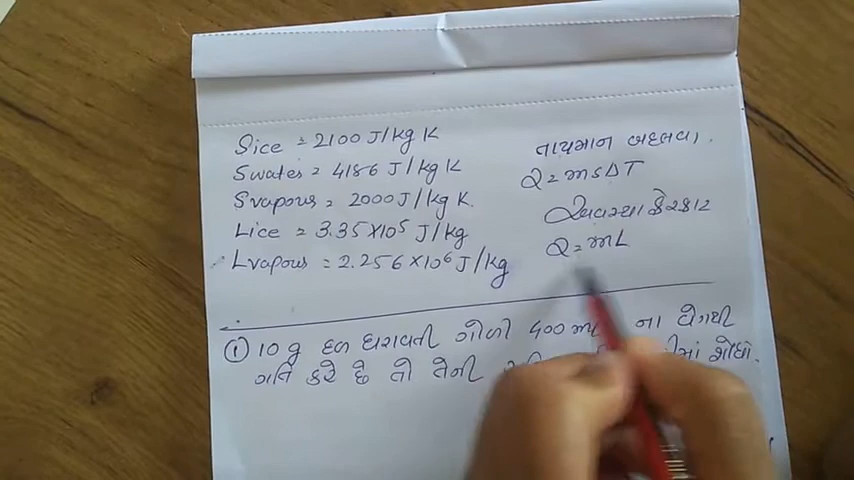 Sice = 2100 J/kg K
Swater = 4186 J/kg K
Svapour = 2000 J/kg K.
Lice = 3.35×10⁵ J/kg
Lvapour = 2.256 ×10⁶ J/kg
તાપમાન બદલવા,
Q = msΔT
અવસ્થા ફેરફાર
Q = mL
① 10 g દળ ધરાવતી ગોળી 400 ના વેગથી
ગતિ કરે છે તો તેની માં શોધો.